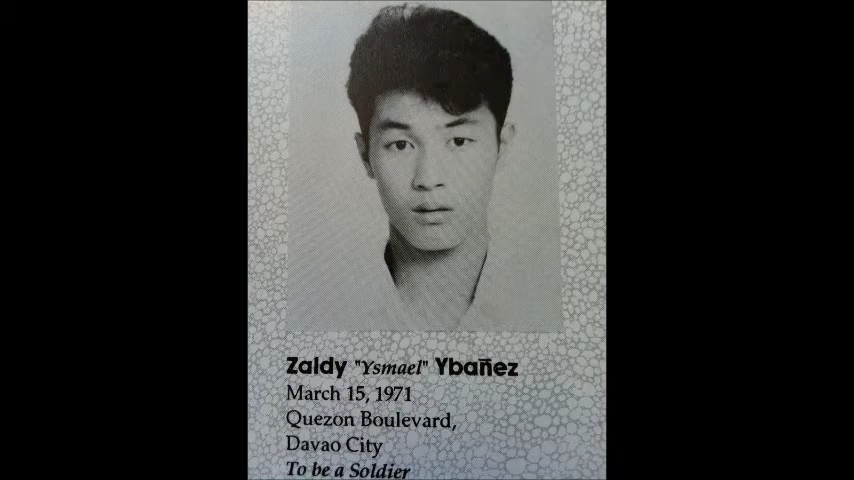 Zaldy "Ysmael" Ybañez
March 15, 1971
Quezon Boulevard,
Davao City
To be a Soldier